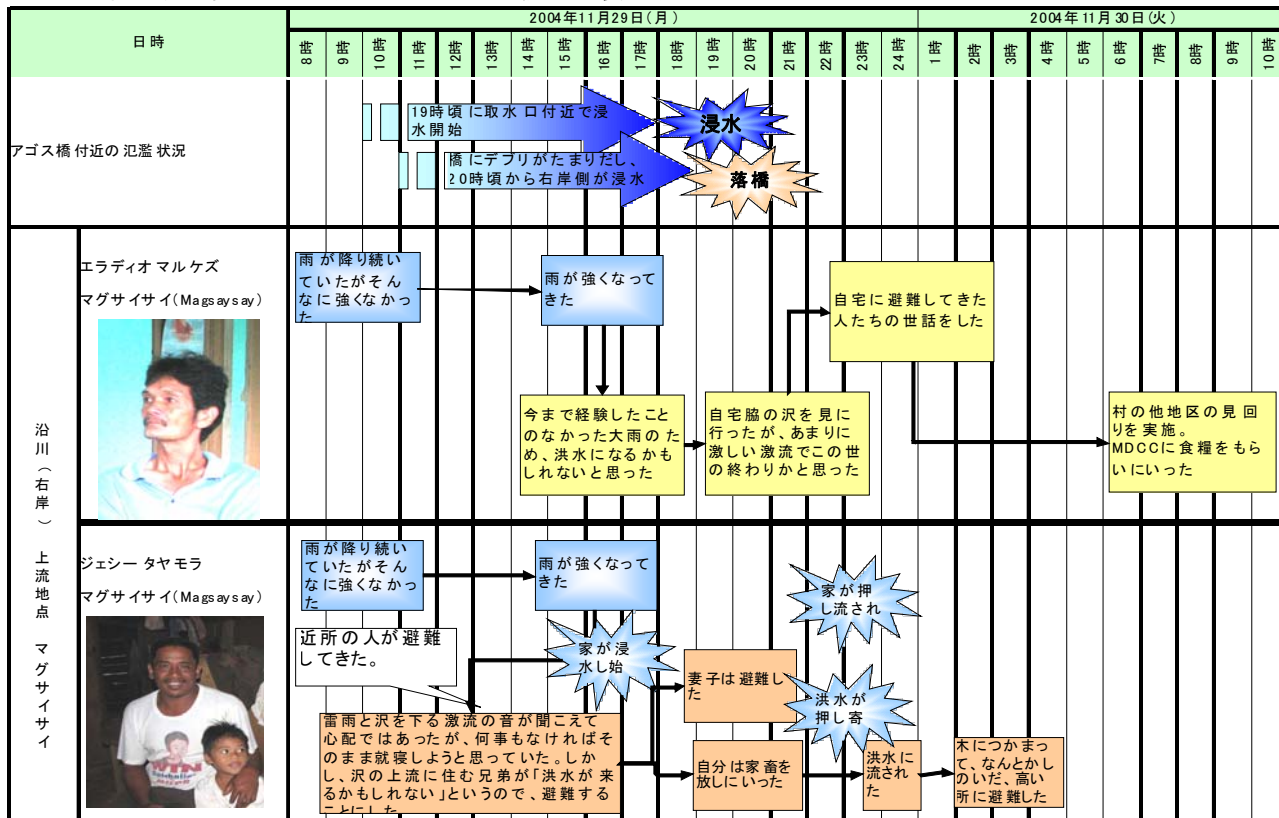 2004年11月29日(月)
2004年11月30日(火)
日時
8時 9時 10時 11時 12時 13時 14時 15時 16時 17時 18時 19時 20時 21時 22時 23時 24時 1時 2時 3時 4時 5時 6時 7時 8時 9時 10時
アゴス橋付近の氾濫状況
19時頃に取水口付近で浸
水開始
浸水
橋にデブリがたまりだし、
20時頃から右岸側が浸水
落橋
沿川(右岸) 上流地点 マグサイサイ
エラディオ マルケズ
マグサイサイ(Magsaysay)
雨が降り続い
ていたがそん
なに強くなかっ
た
雨が強くなって
きた
今まで経験したこと
のなかった大雨のた
め、洪水になるかも
しれないと思った
自宅脇の沢を見に
行ったが、あまりに
激しい激流でこの世
の終わりかと思った
自宅に避難してきた
人たちの世話をした
村の他地区の見回
りを実施。
MDCCに食糧をもら
いにいった
ジェシー タヤモラ
マグサイサイ(Magsaysay)
雨が降り続い
ていたがそん
なに強くなかっ
た
雨が強くなって
きた
近所の人が避難
してきた。
家が浸
水し始
雷雨と沢を下る激流の音が聞こえて
心配ではあったが、何事もなければそ
のまま就寝しようと思っていた。しか
し、沢の上流に住む兄弟が「洪水が来
るかもしれない」というので、避難する
ことにした
妻子は避難し
た
自分は家畜を
放しにいった
家が押
し流され
洪水が
押し寄
洪水に
流され
た
木につかまっ
て、なんとかし
のいだ、高い
所に避難した